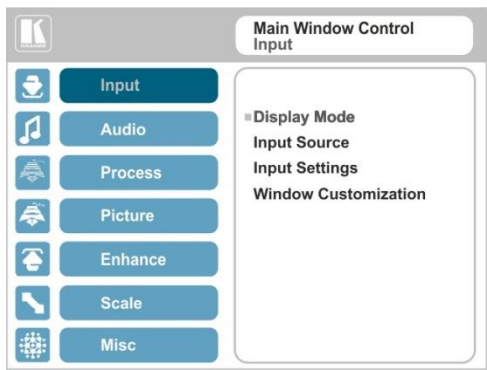 Main Window Control
Input
Input
Audio
Process
Picture
Enhance
Scale
Misc
Display Mode
Input Source
Input Settings
Window Customization